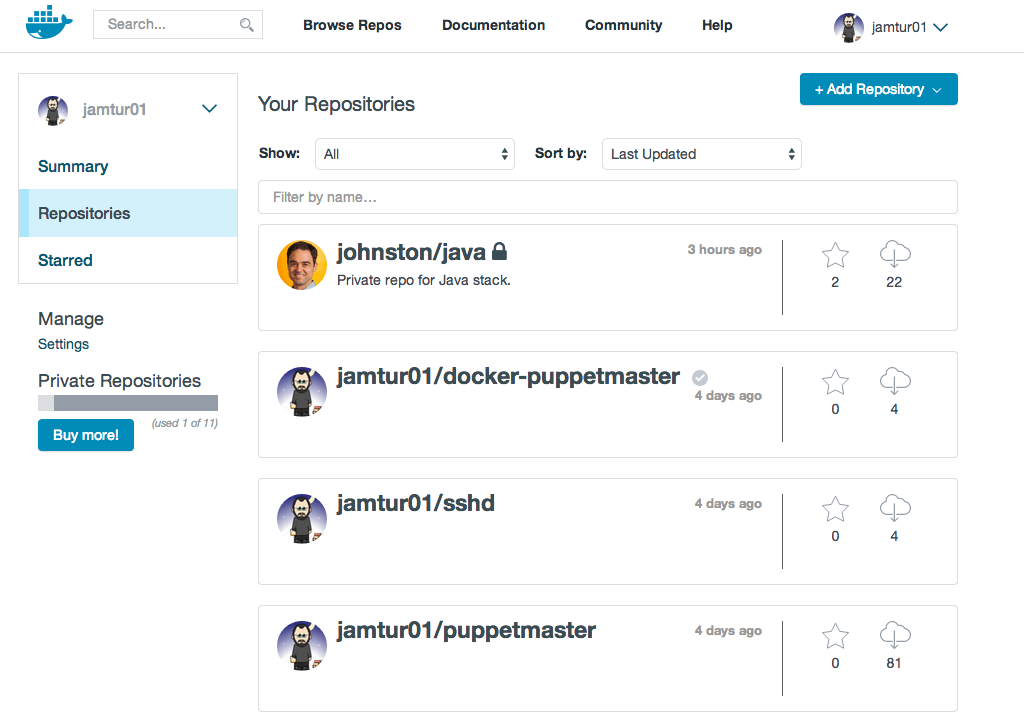 Search...
Browse Repos
Documentation
Community
Help
jamtur01
jamtur01
Summary
Repositories
Starred
Manage
Settings
Private Repositories
(used 1 of 11)
Buy more!
Your Repositories
+ Add Repository
Show: All
Sort by: Last Updated
Filter by name...
johnston/java
3 hours ago
Private repo for Java stack.
2
22
jamtur01/docker-puppetmaster
4 days ago
0
4
jamtur01/sshd
4 days ago
0
4
jamtur01/puppetmaster
4 days ago
0
81